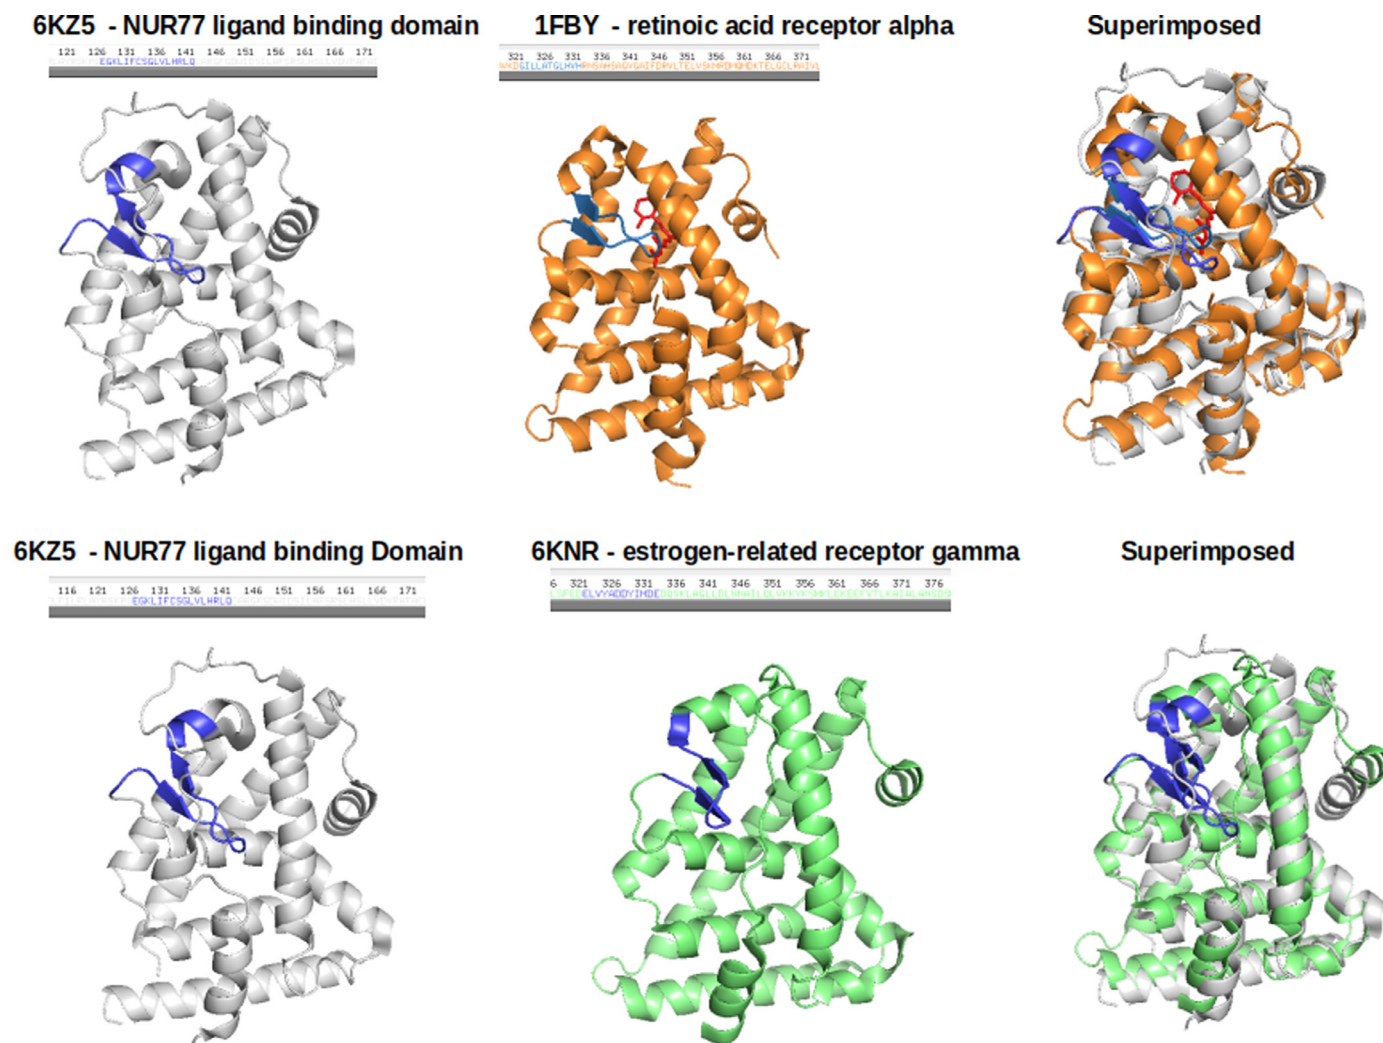 6KZ5 - NUR77 ligand binding domain
1FBY - retinoic acid receptor alpha
Superimposed
121 126 131 136 141 146 151 156 161 166 171
EGKLIFCSGLVLHRLQ
321 326 331 336 341 346 351 356 361 366 371
VKDGILLATGLHVHRNSAHSAGVGAIFDRVLTELVSKMRDMQMDKTELGCLRAIVL
6KZ5 - NUR77 ligand binding Domain
6KNR - estrogen-related receptor gamma
Superimposed
116 121 126 131 136 141 146 151 156 161 166 171
EGKLIFCSGLVLHRLQ
6 321 326 331 336 341 346 351 356 361 366 371 376
LSFEDELVYADDYIMDEDQSKLAGLLDLNNAILQLVKKYKSMKLEKEEFVTLKAIALANSDS